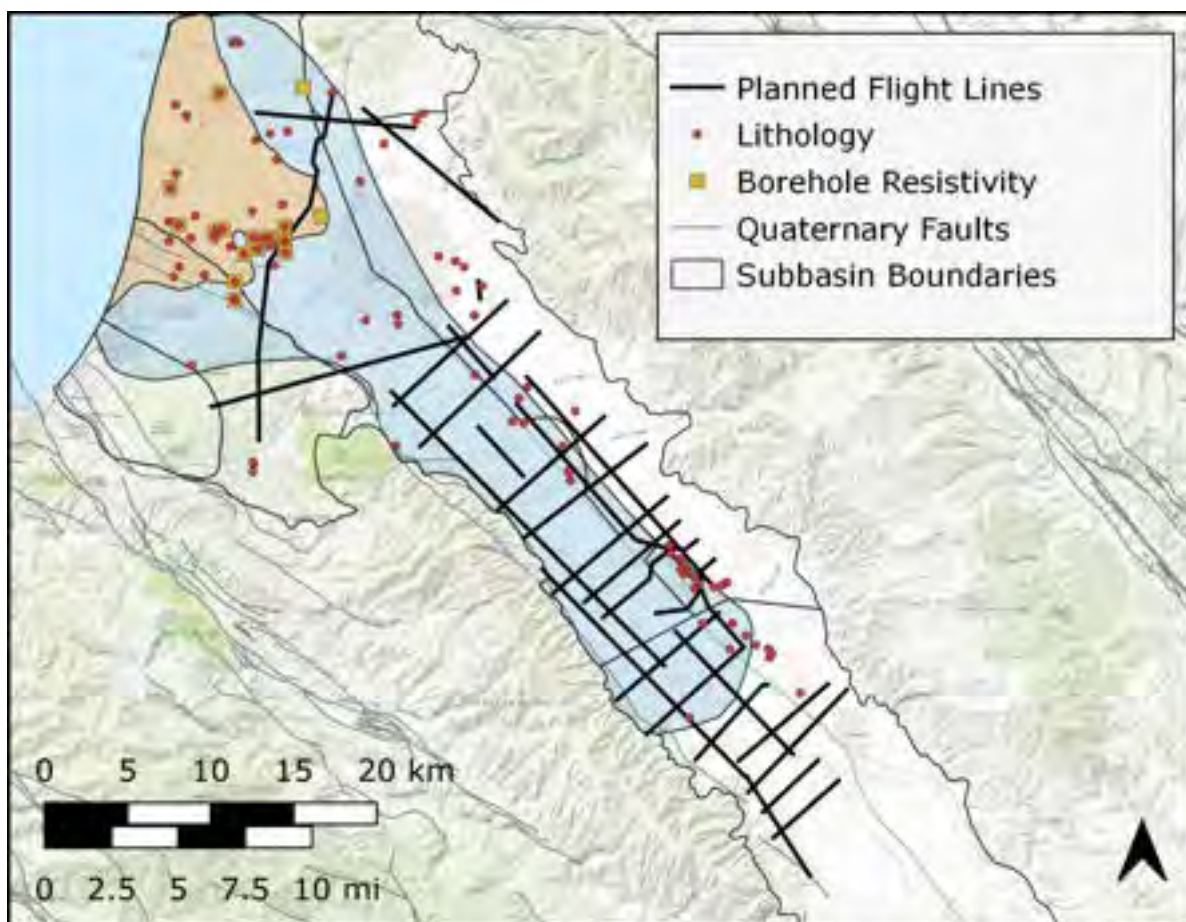 Planned Flight Lines
Lithology
Borehole Resistivity
Quaternary Faults
Subbasin Boundaries
0 5 10 15 20 km
0 2.5 5 7.5 10 mi